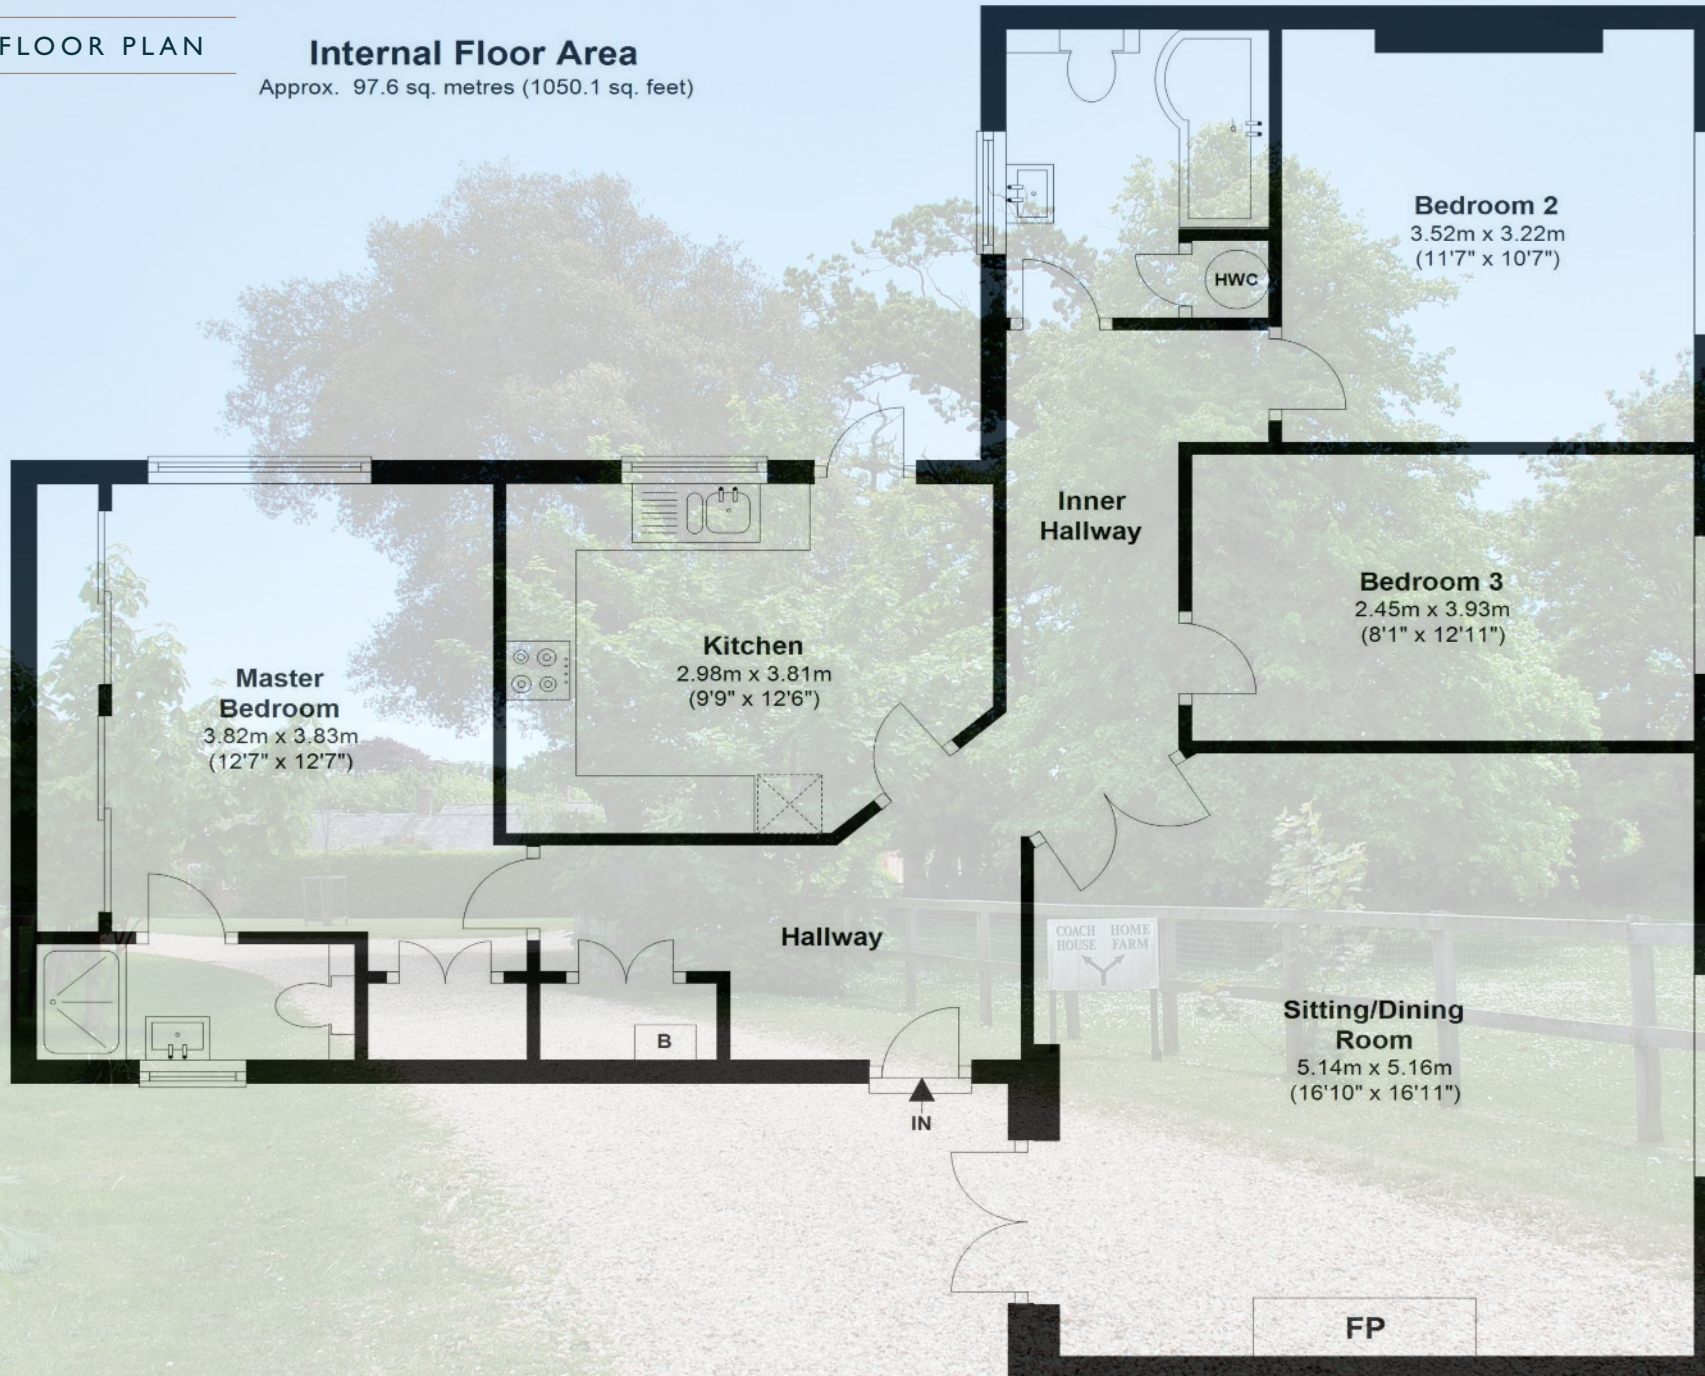 FLOOR PLAN
Internal Floor Area
Approx. 97.6 sq. metres (1050.1 sq. feet)
Bedroom 2
3.52m x 3.22m
(11'7" x 10'7")
HWC
Inner
Hallway
Bedroom 3
2.45m x 3.93m
(8'1" x 12'11")
Kitchen
2.98m x 3.81m
(9'9" x 12'6")
Master
Bedroom
3.82m x 3.83m
(12'7" x 12'7")
Hallway
COACH HOME
HOUSE FARM
Sitting/Dining
Room
5.14m x 5.16m
(16'10" x 16'11")
B
IN
FP